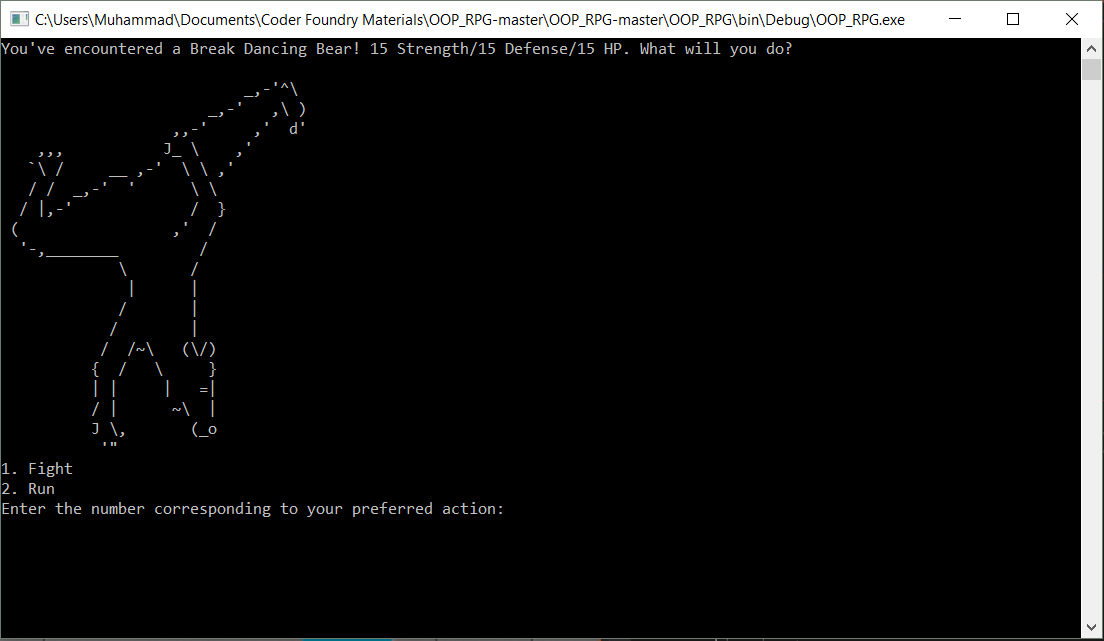 C:\Users\Muhammad\Documents\Coder Foundry Materials\OOP_RPG-master\OOP_RPG-master\OOP_RPG\bin\Debug\OOP_RPG.exe
You've encountered a Break Dancing Bear! 15 Strength/15 Defense/15 HP. What will you do?
1. Fight
2. Run
Enter the number corresponding to your preferred action: